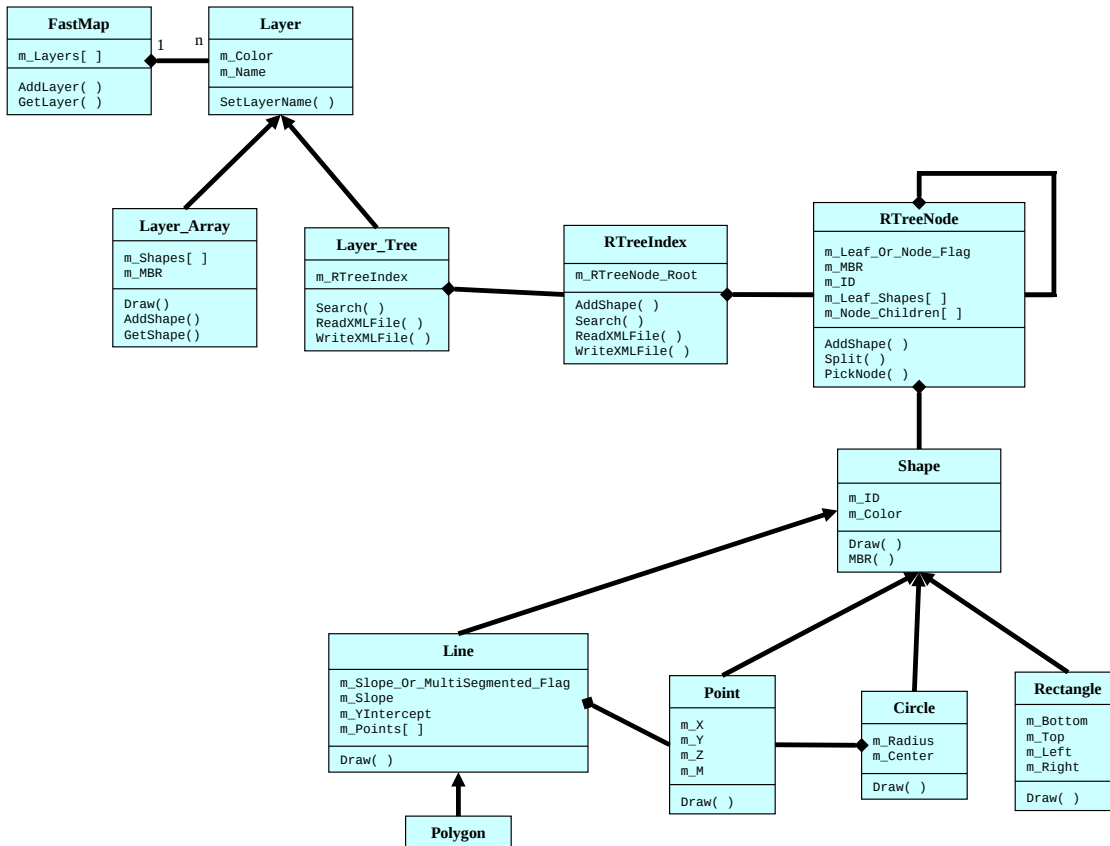 FastMap
m_Layers[ ]
AddLayer( )
GetLayer( )
1
n
Layer
m_Color
m_Name
SetLayerName( )
Layer_Array
m_Shapes[ ]
m_MBR
Draw()
AddShape()
GetShape()
Layer_Tree
m_RTreeIndex
Search( )
ReadXMLFile( )
WriteXMLFile( )
RTreeIndex
m_RTreeNode_Root
AddShape( )
Search( )
ReadXMLFile( )
WriteXMLFile( )
RTreeNode
m_Leaf_Or_Node_Flag
m_MBR
m_ID
m_Leaf_Shapes[ ]
m_Node_Children[ ]
AddShape( )
Split( )
PickNode( )
Shape
m_ID
m_Color
Draw( )
MBR( )
Line
m_Slope_Or_MultiSegmented_Flag
m_Slope
m_YIntercept
m_Points[ ]
Draw( )
Point
m_X
m_Y
m_Z
m_M
Draw( )
Circle
m_Radius
m_Center
Draw( )
Rectangle
m_Bottom
m_Top
m_Left
m_Right
Draw( )
Polygon